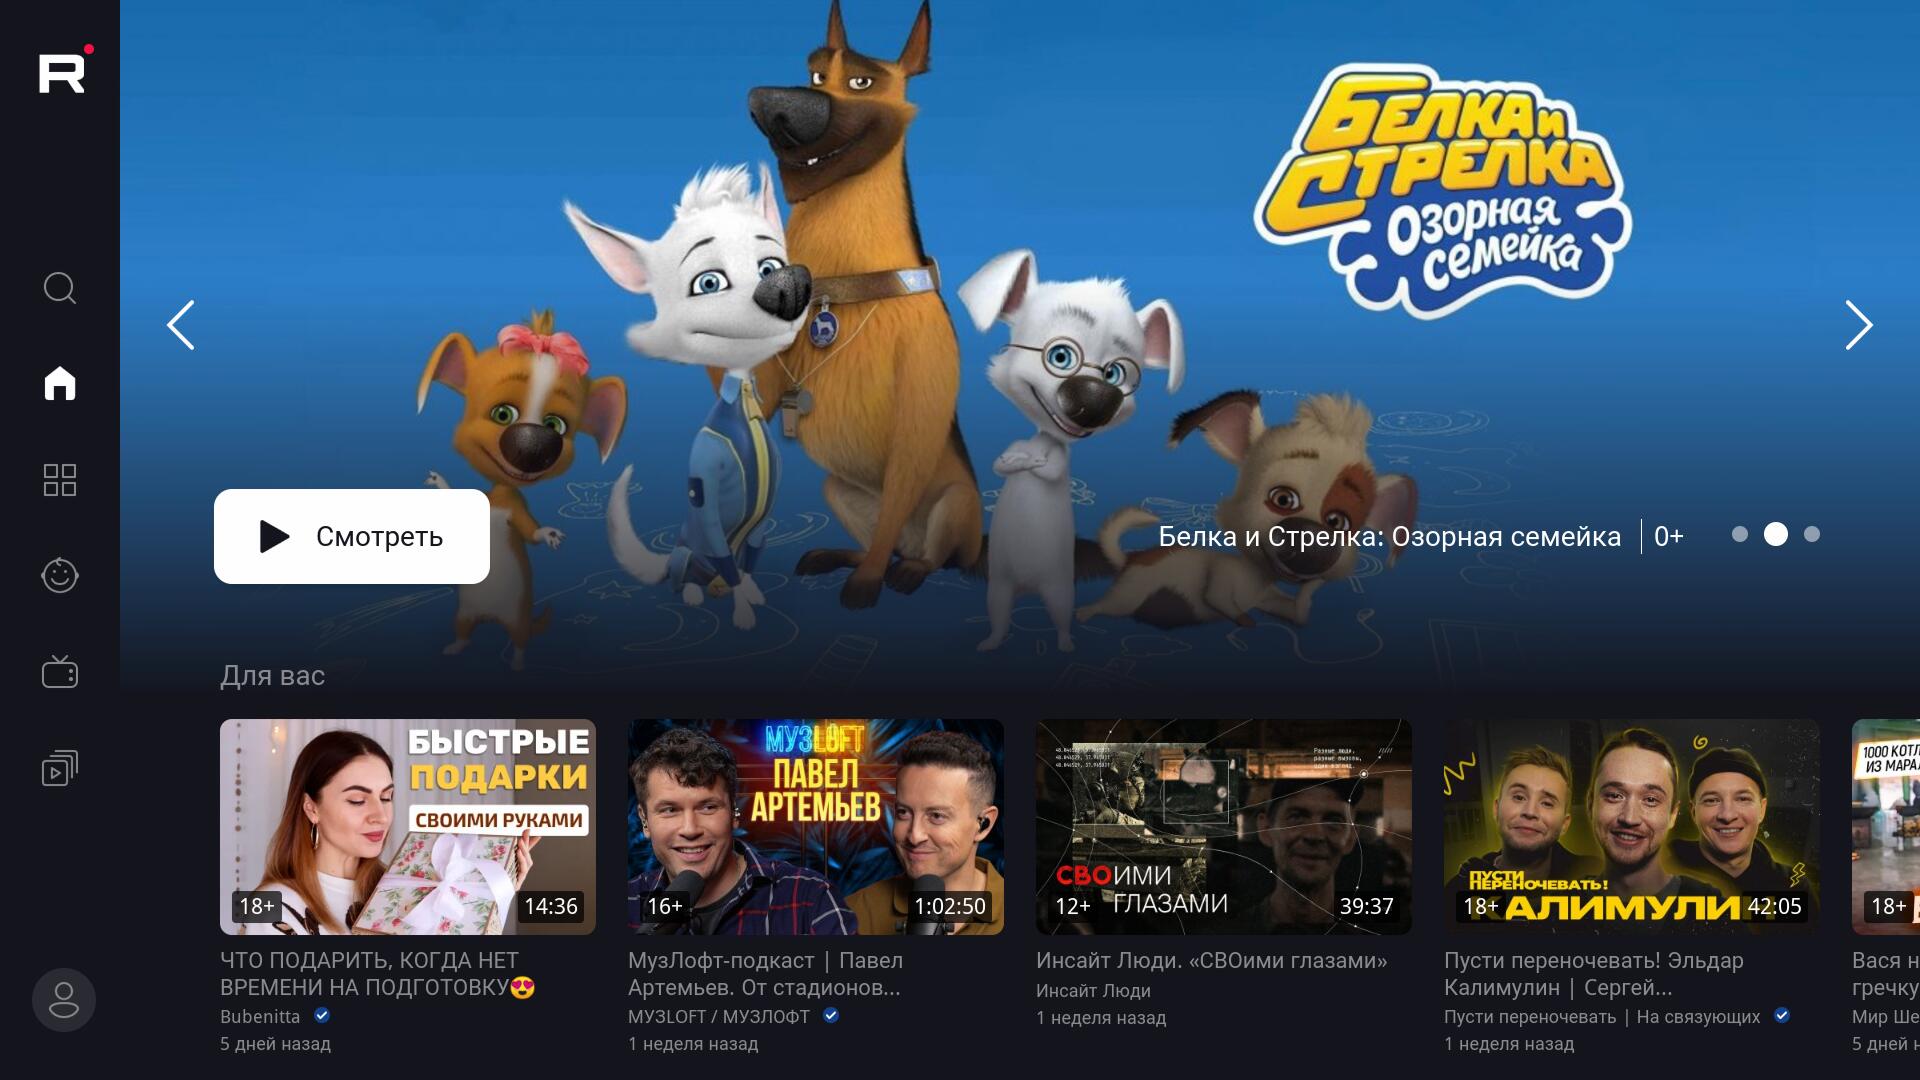 R
БЕЛКА и
СТРЕЛКА
Озорная
семейка
Смотреть
Белка и Стрелка: Озорная семейка | 0+
Для вас
БЫСТРЫЕ
ПОДАРКИ
СВОИМИ РУКАМИ
18+
14:36
ЧТО ПОДАРИТЬ, КОГДА НЕТ
ВРЕМЕНИ НА ПОДГОТОВКУ😍
Bubenitta
5 дней назад
МУЗLOFT
ПАВЕЛ
АРТЕМЬЕВ
16+
1:02:50
МузЛофт-подкаст | Павел
Артемьев. От стадионов...
МУЗLOFT / МУЗЛОФТ
1 неделя назад
Разные люди,
разные вызовы,
СВОИМИ
ГЛАЗАМИ
12+
39:37
Инсайт Люди. «СВОими глазами»
Инсайт Люди
1 неделя назад
ПУСТИ
ПЕРЕНОЧЕВАТЬ!
АЛИМУЛИ
18+
42:05
Пусти переночевать! Эльдар
Калимулин | Сергей...
Пусти переночевать | На связующих
1 неделя назад
1000 КОТЛ
ИЗ МАРА
18+
Вася н
гречку
Мир Ше
5 дней н